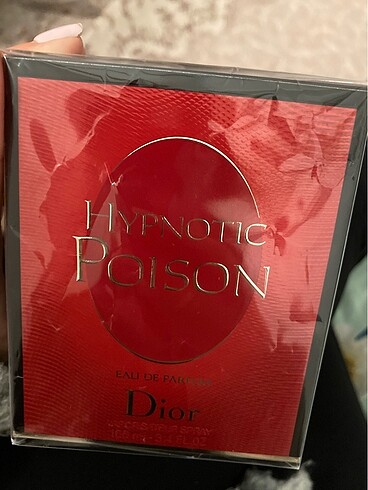 HYPNOTIC
POISON
EAU DE PARFUM
Dior